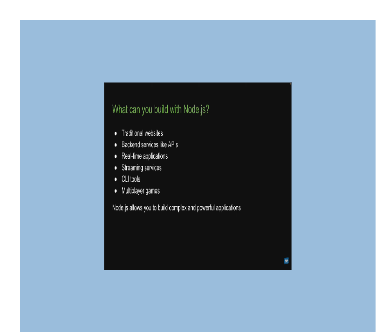 What can you build with Node.js?
Traditional websites
Backend services like API's
Real-time applications
Streaming services
CLI tools
Multiplayer games
Node.js allows you to build complex and powerful applications